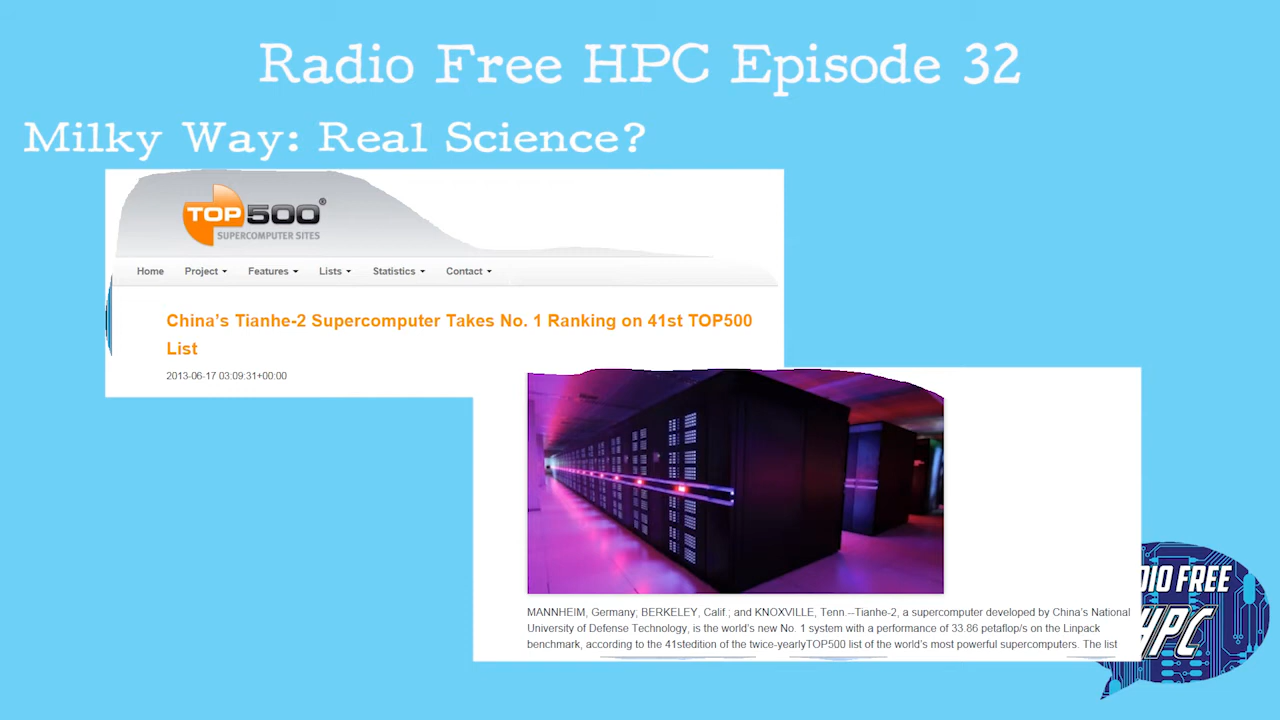 Radio Free HPC Episode 32
Milky Way: Real Science?
TOP500®
SUPERCOMPUTER SITES
Home Project Features Lists Statistics Contact
China's Tianhe-2 Supercomputer Takes No. 1 Ranking on 41st TOP500
List
2013-06-17 03:09:31+00:00
MANNHEIM, Germany; BERKELEY, Calif.; and KNOXVILLE, Tenn.--Tianhe-2, a supercomputer developed by China's National
University of Defense Technology, is the world's new No. 1 system with a performance of 33.86 petaflop/s on the Linpack
benchmark, according to the 41stedition of the twice-yearlyTOP500 list of the world's most powerful supercomputers. The list
DIO FREE
HPC